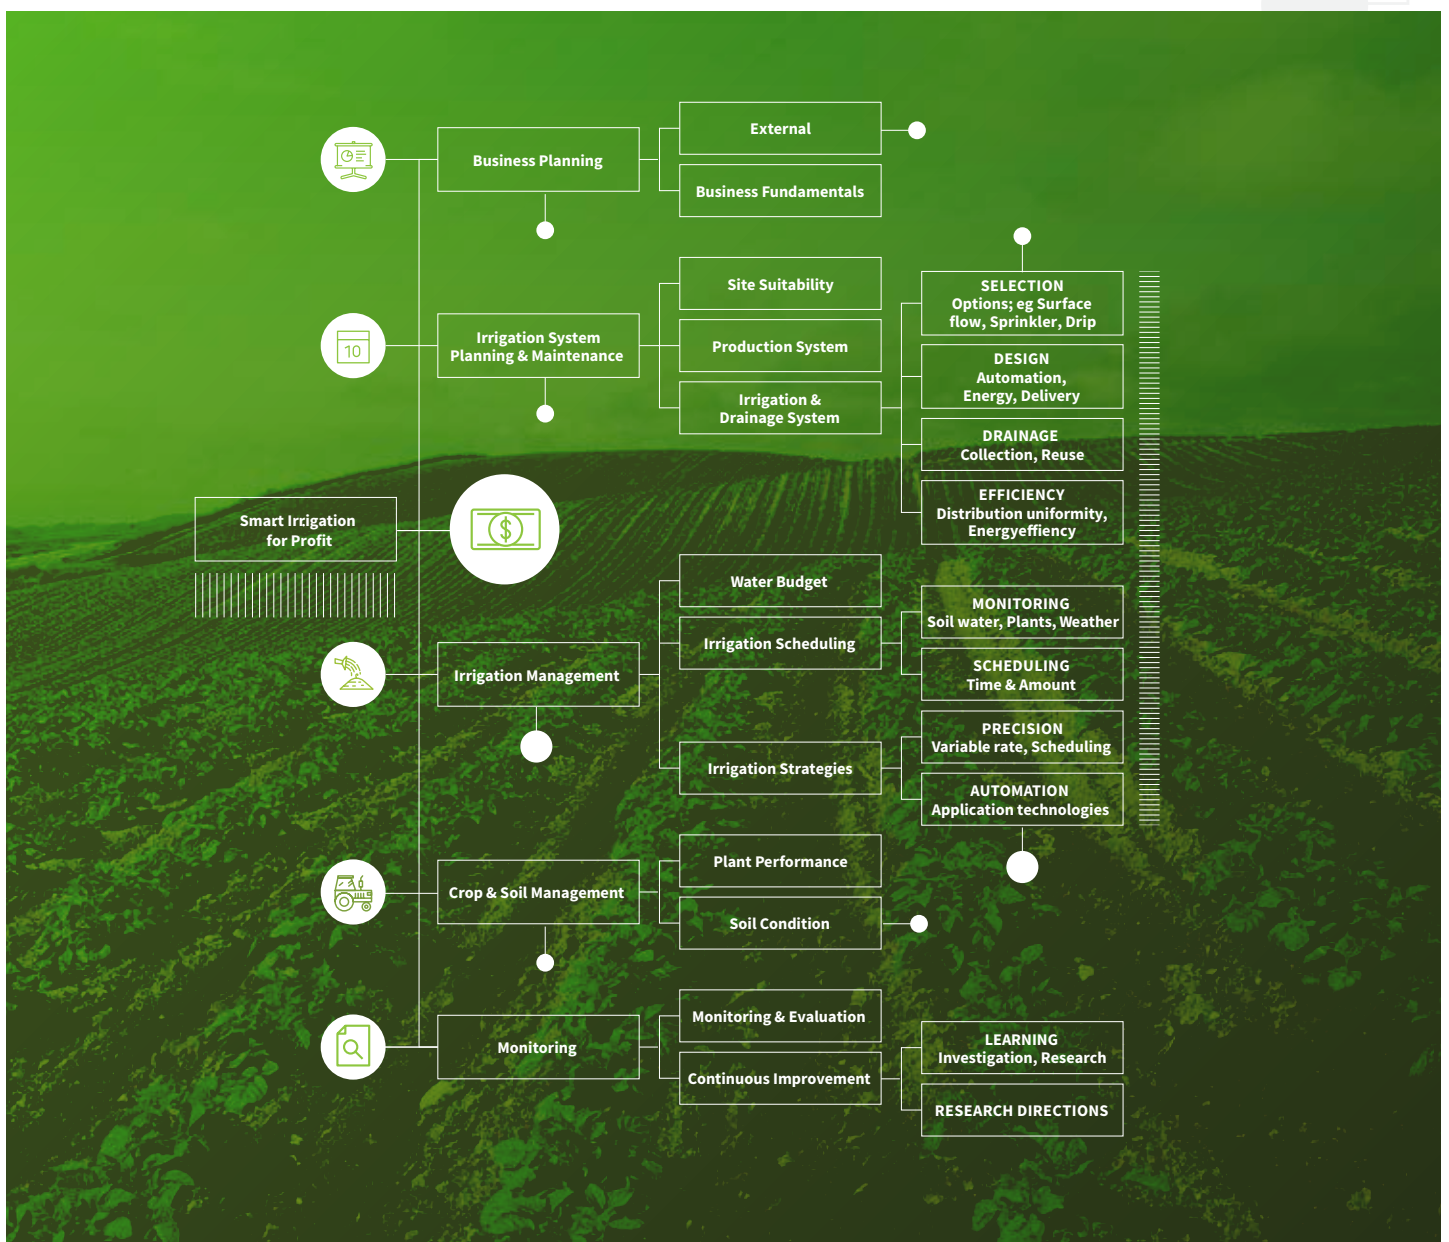 Business Planning
External
Business Fundamentals
Irrigation System
Planning & Maintenance
Site Suitability
Production System
Irrigation &
Drainage System
SELECTION
Options; eg Surface
flow, Sprinkler, Drip
DESIGN
Automation,
Energy, Delivery
DRAINAGE
Collection, Reuse
EFFICIENCY
Distribution uniformity,
Energyeffiency
10
Smart Irrigation
for Profit
$
Irrigation Management
Water Budget
Irrigation Scheduling
Irrigation Strategies
MONITORING
Soil water, Plants, Weather
SCHEDULING
Time & Amount
PRECISION
Variable rate, Scheduling
AUTOMATION
Application technologies
Crop & Soil Management
Plant Performance
Soil Condition
Monitoring
Monitoring & Evaluation
Continuous Improvement
LEARNING
Investigation, Research
RESEARCH DIRECTIONS